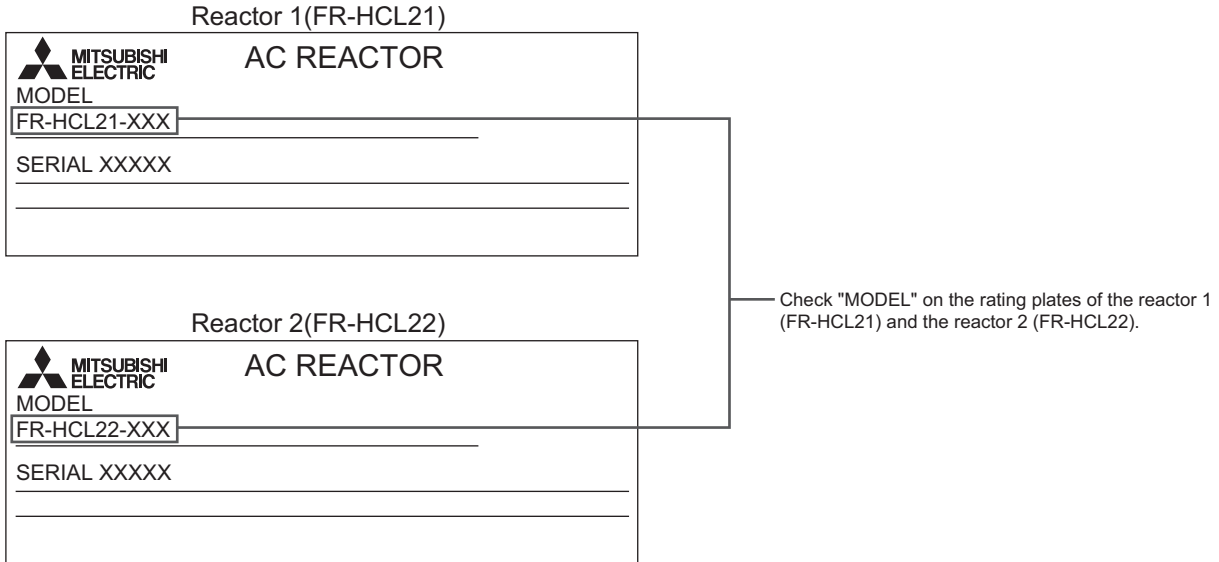 Reactor 1(FR-HCL21)
MITSUBISHI
ELECTRIC
AC REACTOR
MODEL
FR-HCL21-XXX
SERIAL XXXXX
Check "MODEL" on the rating plates of the reactor 1
(FR-HCL21) and the reactor 2 (FR-HCL22).
Reactor 2(FR-HCL22)
MITSUBISHI
ELECTRIC
AC REACTOR
MODEL
FR-HCL22-XXX
SERIAL XXXXX